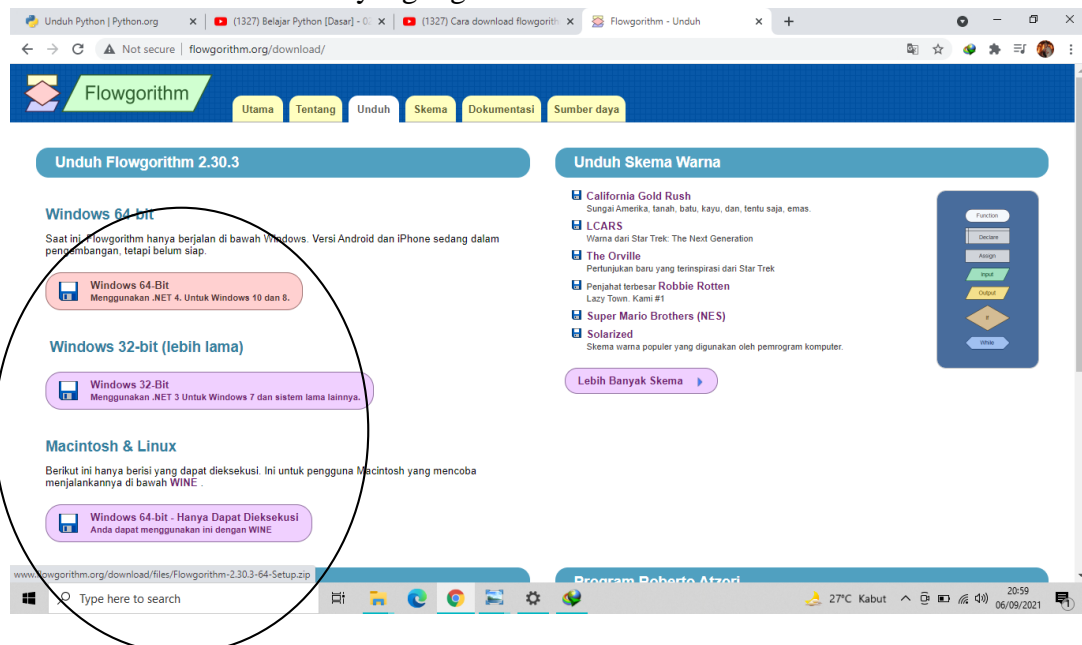 Unduh Python | Python.org
(1327) Belajar Python [Dasar] - 02
(1327) Cara download flowgorith
Flowgorithm - Unduh
Not secure | flowgorithm.org/download/
Flowgorithm
Utama
Tentang
Unduh
Skema
Dokumentasi
Sumber daya
Unduh Flowgorithm 2.30.3
Windows 64-bit
Saat ini, Flowgorithm hanya berjalan di bawah Windows. Versi Android dan iPhone sedang dalam
pengembangan, tetapi belum siap.
Windows 64-Bit
Menggunakan .NET 4. Untuk Windows 10 dan 8.
Windows 32-bit (lebih lama)
Windows 32-Bit
Menggunakan .NET 3 Untuk Windows 7 dan sistem lama lainnya.
Macintosh & Linux
Berikut ini hanya berisi yang dapat dieksekusi. Ini untuk pengguna Macintosh yang mencoba
menjalankannya di bawah WINE .
Windows 64-bit - Hanya Dapat Dieksekusi
Anda dapat menggunakan ini dengan WINE
Unduh Skema Warna
California Gold Rush
Sungai Amerika, tanah, batu, kayu, dan, tentu saja, emas.
LCARS
Warna dari Star Trek: The Next Generation
The Orville
Pertunjukan baru yang terinspirasi dari Star Trek
Penjahat terbesar Robbie Rotten
Lazy Town. Kami #1
Super Mario Brothers (NES)
Solarized
Skema warna populer yang digunakan oleh pemrogram komputer.
Lebih Banyak Skema
Function
Declare
Assign
Input
Output
If
While
Program Roberto Atzori
www.flowgorithm.org/download/files/Flowgorithm-2.30.3-64-Setup.zip
Type here to search
27°C Kabut
20:59
06/09/2021